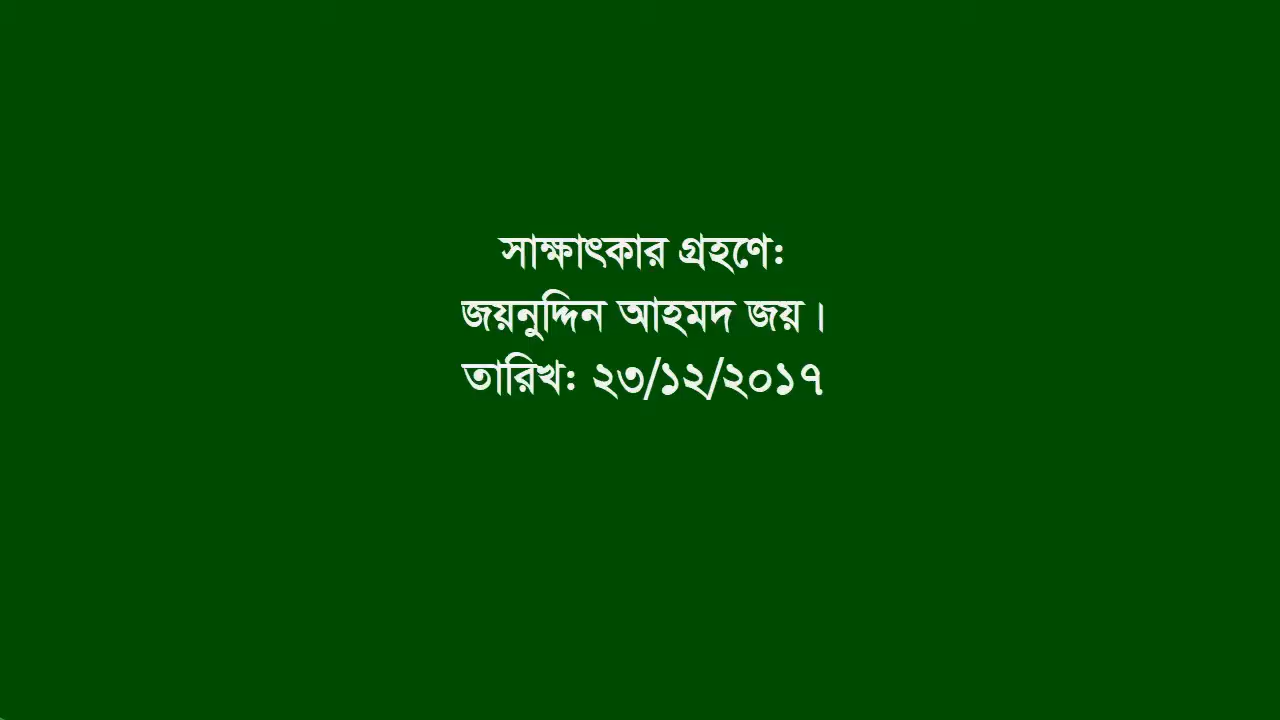 সাক্ষাৎকার গ্রহণে:
জয়নুদ্দিন আহমদ জয়।
তারিখ: ২৩/১২/২০১৭